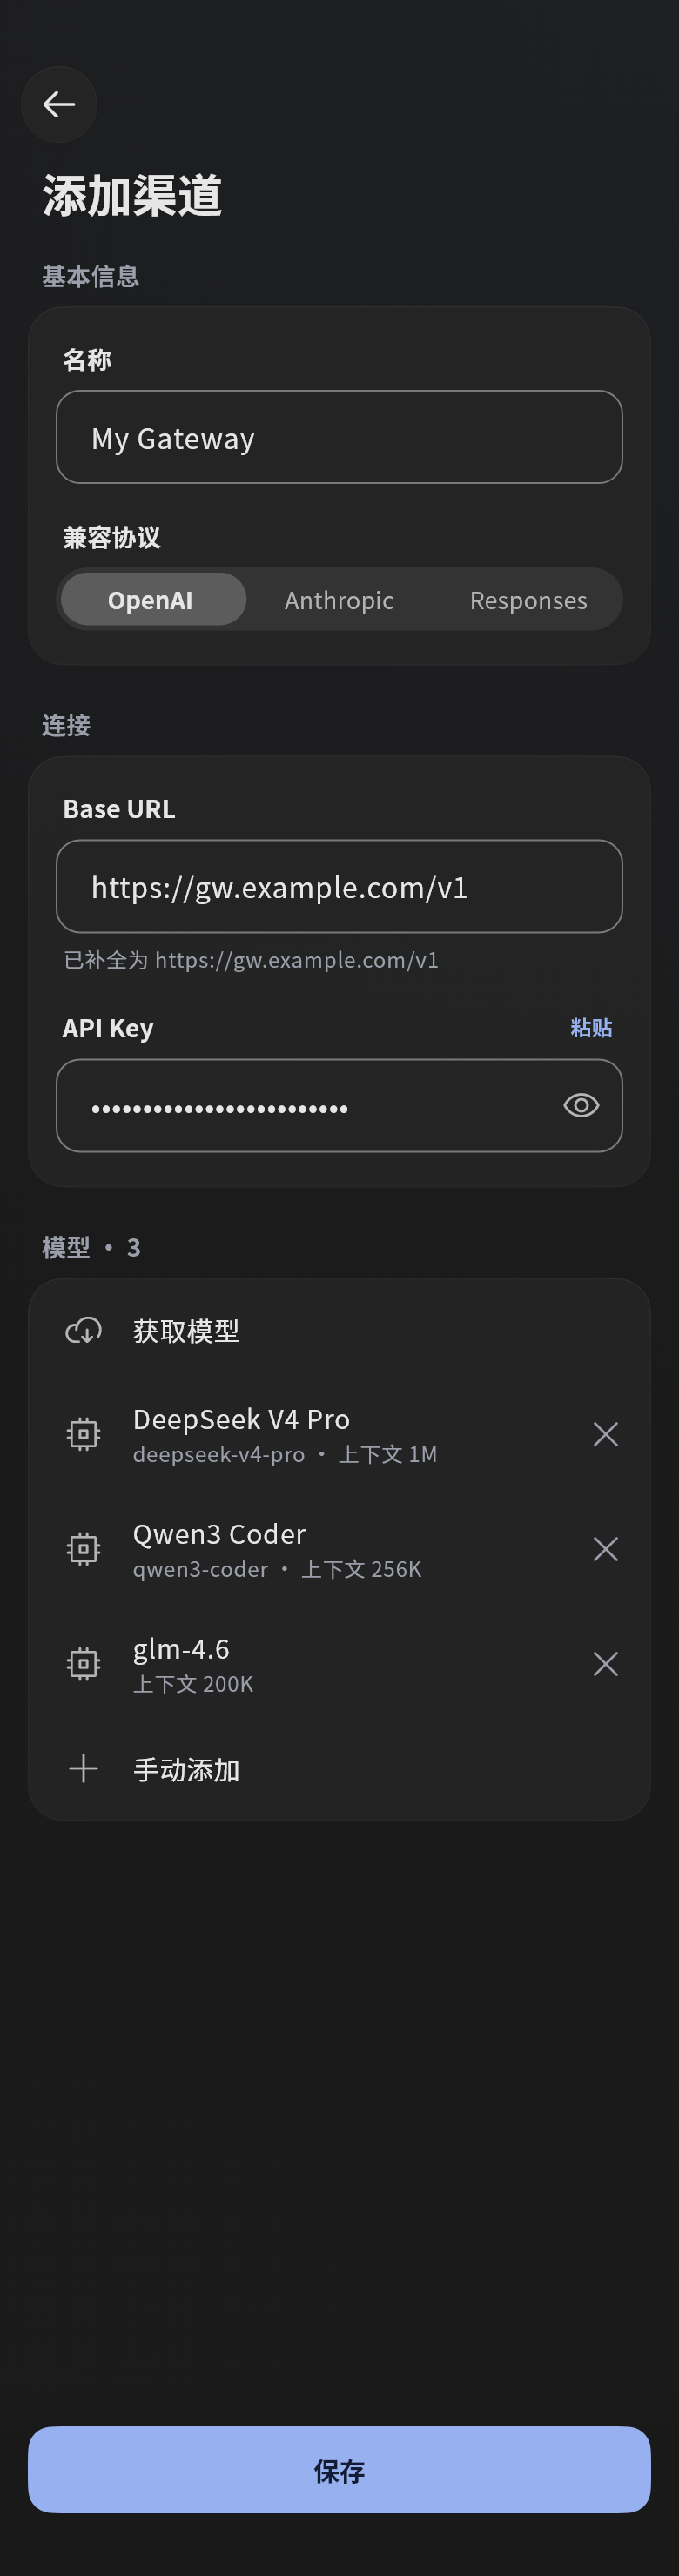 添加渠道
基本信息
名称
My Gateway
兼容协议
OpenAI Anthropic Responses
连接
Base URL
https://gw.example.com/v1
已补全为 https://gw.example.com/v1
API Key 粘贴
•••••••••••••••••••••••••
模型 · 3
获取模型
DeepSeek V4 Pro
deepseek-v4-pro · 上下文 1M
Qwen3 Coder
qwen3-coder · 上下文 256K
glm-4.6
上下文 200K
手动添加
保存